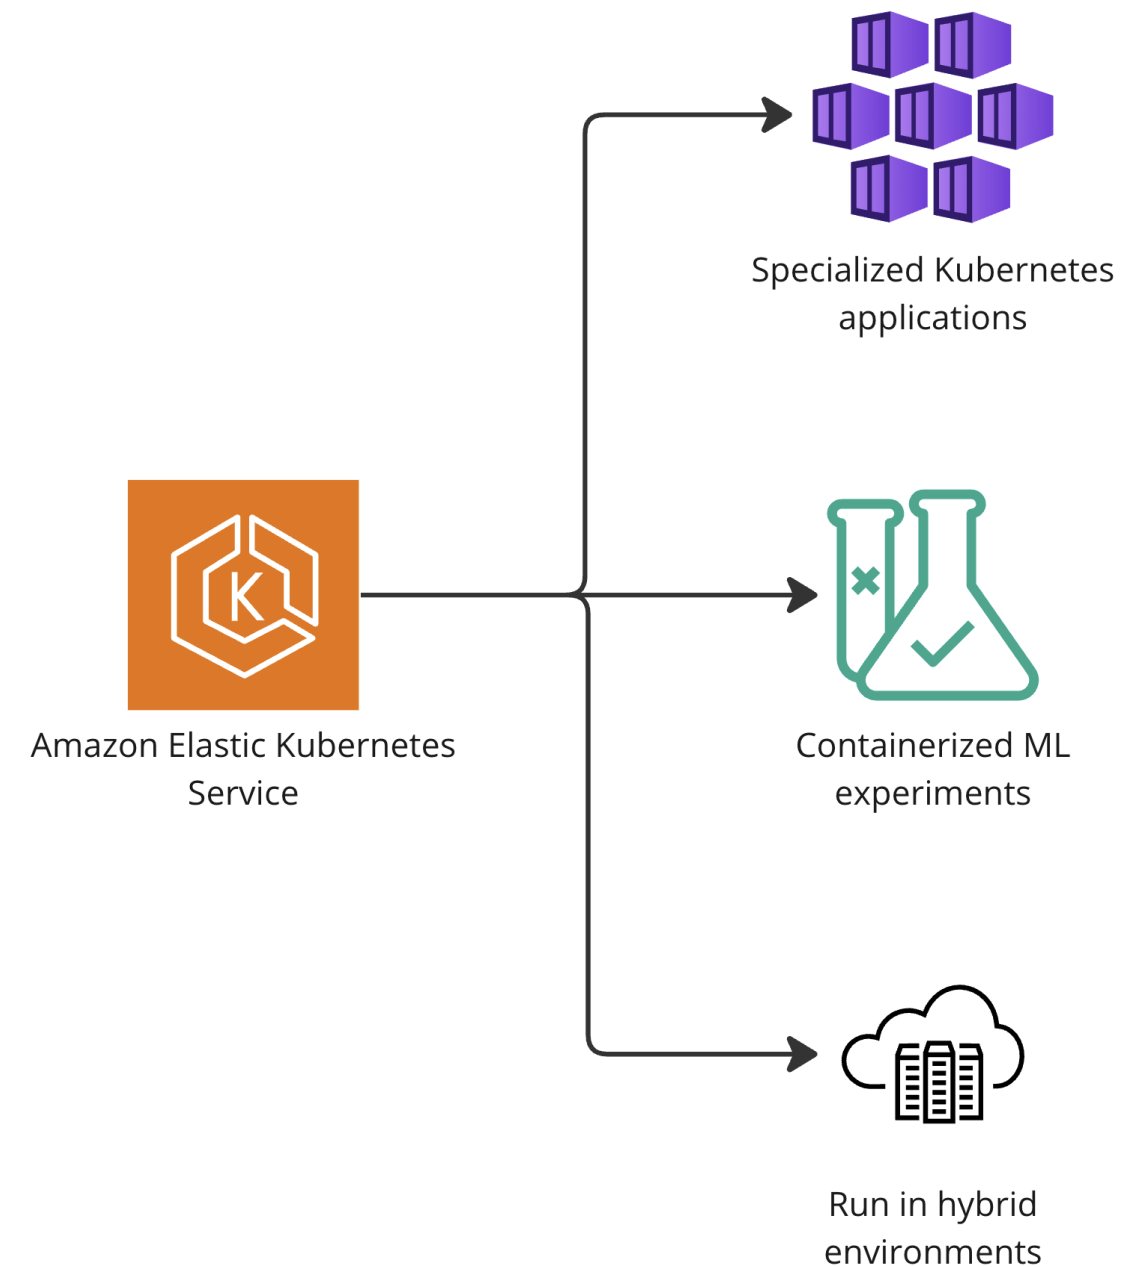 Specialized Kubernetes
applications
K
Amazon Elastic Kubernetes
Service
Containerized ML
experiments
Run in hybrid
environments